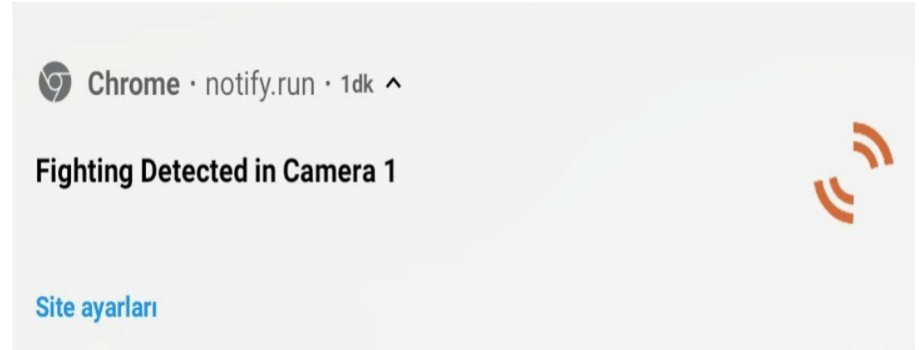 Chrome · notify.run · 1dk
Fighting Detected in Camera 1
Site ayarları